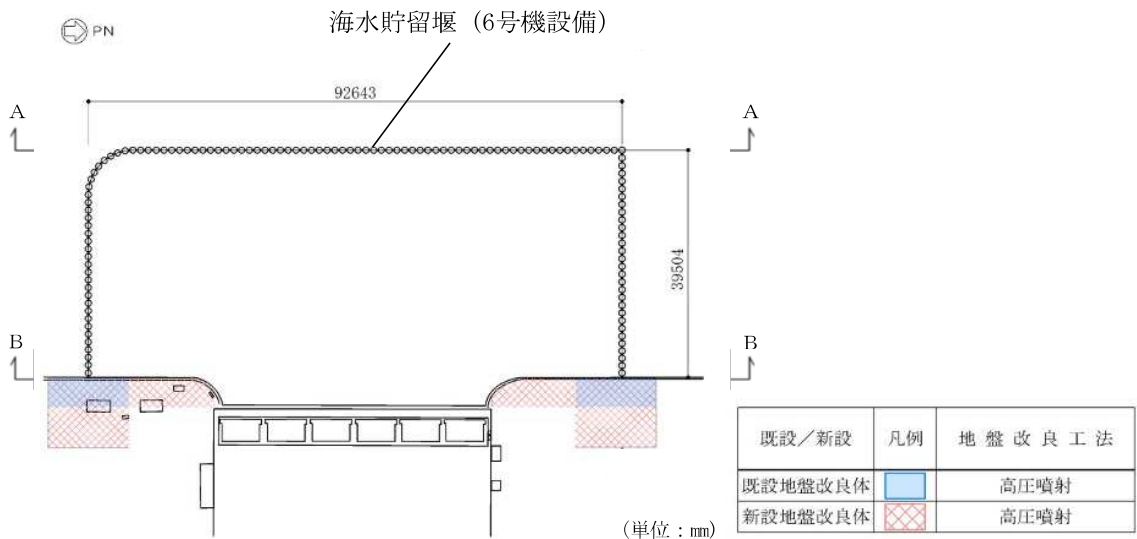 海水貯留堰（6号機設備）
PN
92643
A
A
39504
B
B
既設／新設 凡例 地盤改良工法
既設地盤改良体 高圧噴射
新設地盤改良体 高圧噴射
（単位：㎜）